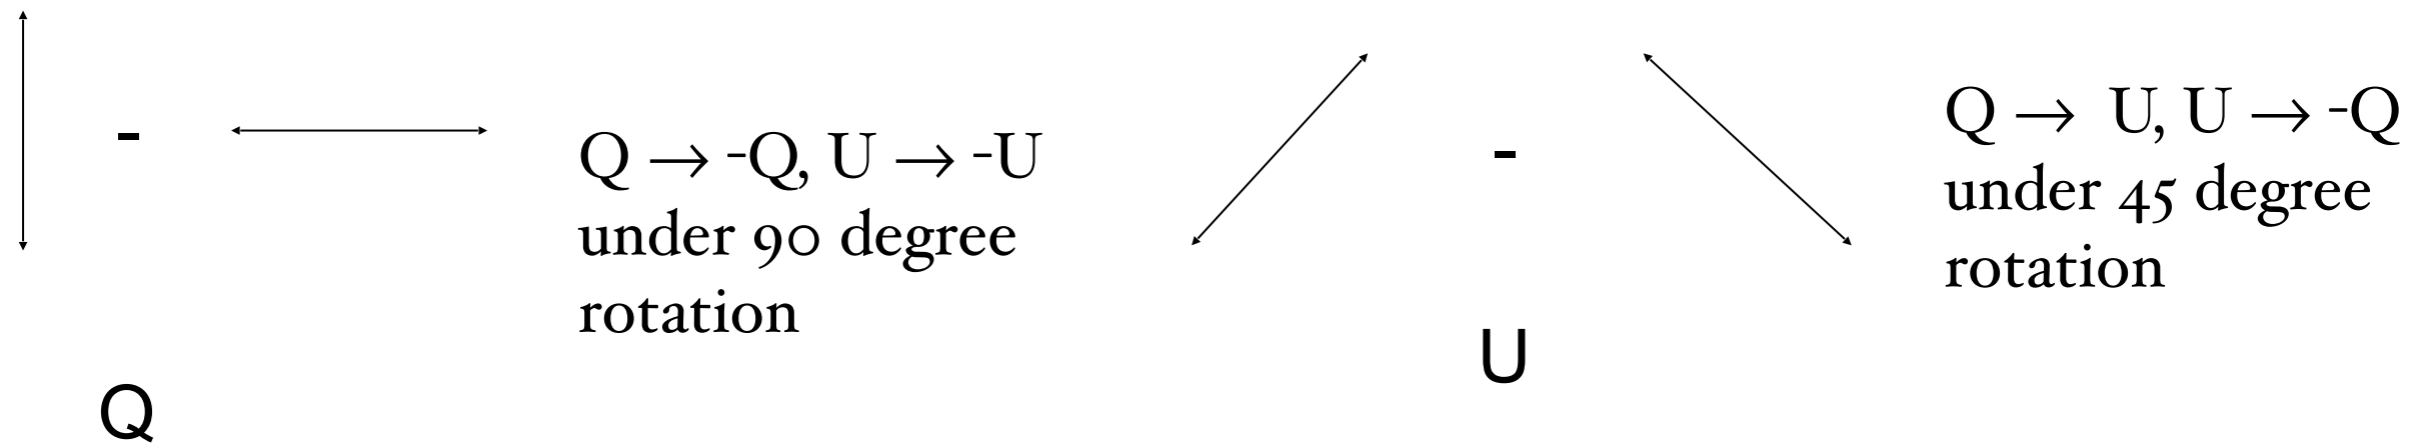 -
Q → -Q, U → -U
under 90 degree
rotation
Q
-
U
Q → U, U → -Q
under 45 degree
rotation